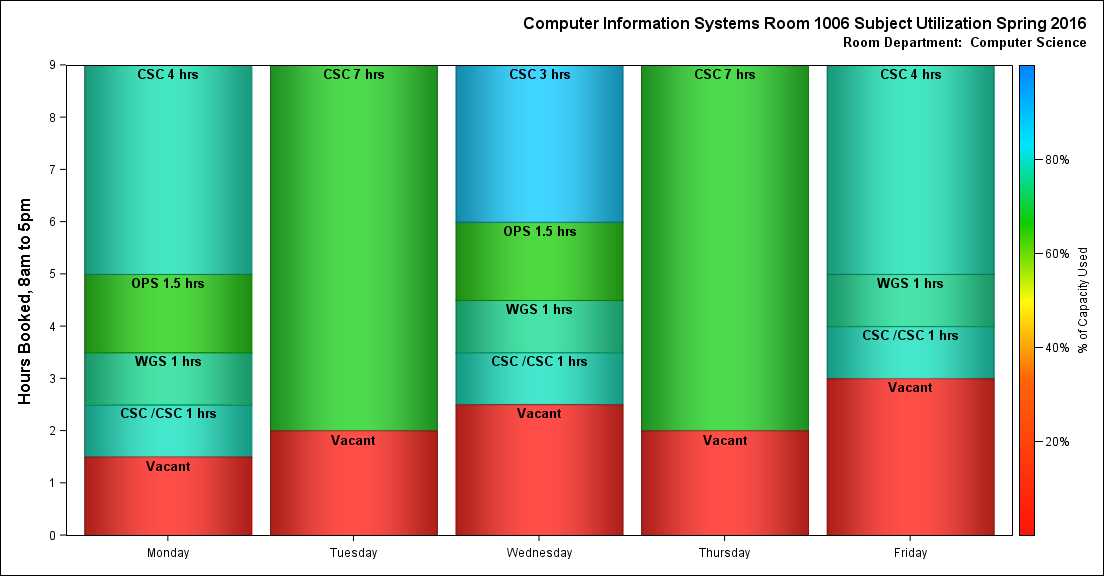 Computer Information Systems Room 1006 Subject Utilization Spring 2016
Room Department:  Computer Science
Hours Booked, 8am to 5pm
9
8
7
6
5
4
3
2
1
0
CSC 4 hrs
OPS 1.5 hrs
WGS 1 hrs
CSC /CSC 1 hrs
Vacant
CSC 7 hrs
Vacant
CSC 3 hrs
OPS 1.5 hrs
WGS 1 hrs
CSC /CSC 1 hrs
Vacant
CSC 7 hrs
Vacant
CSC 4 hrs
WGS 1 hrs
CSC /CSC 1 hrs
Vacant
Monday
Tuesday
Wednesday
Thursday
Friday
80%
60%
40%
20%
% of Capacity Used